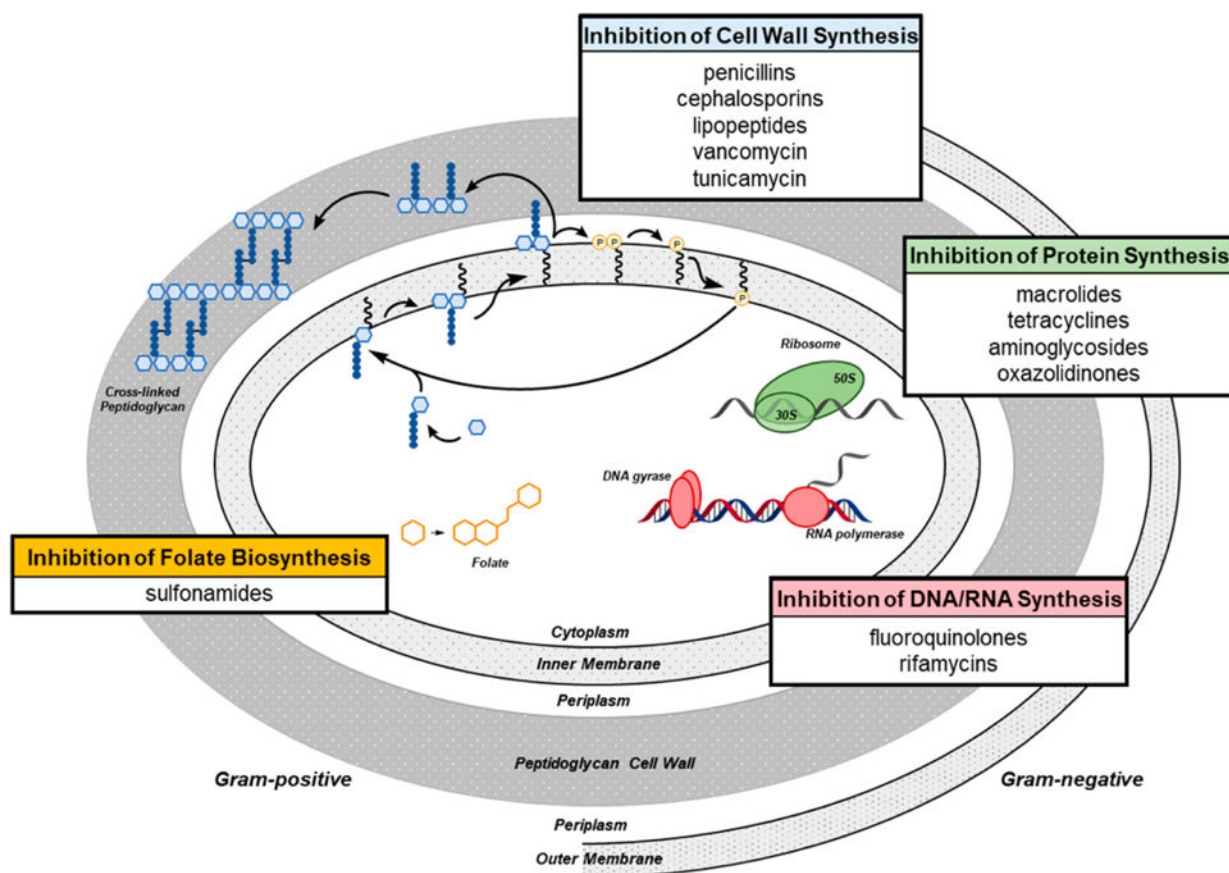 Inhibition of Cell Wall Synthesis
penicillins
cephalosporins
lipopeptides
vancomycin
tunicamycin
P
P
P
P
P
Inhibition of Protein Synthesis
macrolides
tetracyclines
aminoglycosides
oxazolidinones
Ribosome
50S
30S
Cross-linked
Peptidoglycan
DNA gyrase
RNA polymerase
Folate
Inhibition of Folate Biosynthesis
sulfonamides
Inhibition of DNA/RNA Synthesis
fluoroquinolones
rifamycins
Cytoplasm
Inner Membrane
Periplasm
Peptidoglycan Cell Wall
Gram-positive
Gram-negative
Periplasm
Outer Membrane